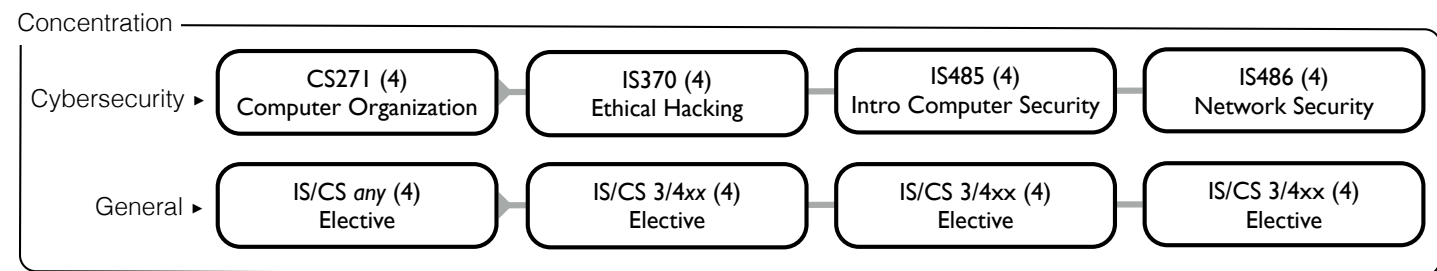 Concentration
Cybersecurity ▸
CS271 (4)
Computer Organization
IS370 (4)
Ethical Hacking
IS485 (4)
Intro Computer Security
IS486 (4)
Network Security
General ▸
IS/CS any (4)
Elective
IS/CS 3/4xx (4)
Elective
IS/CS 3/4xx (4)
Elective
IS/CS 3/4xx (4)
Elective